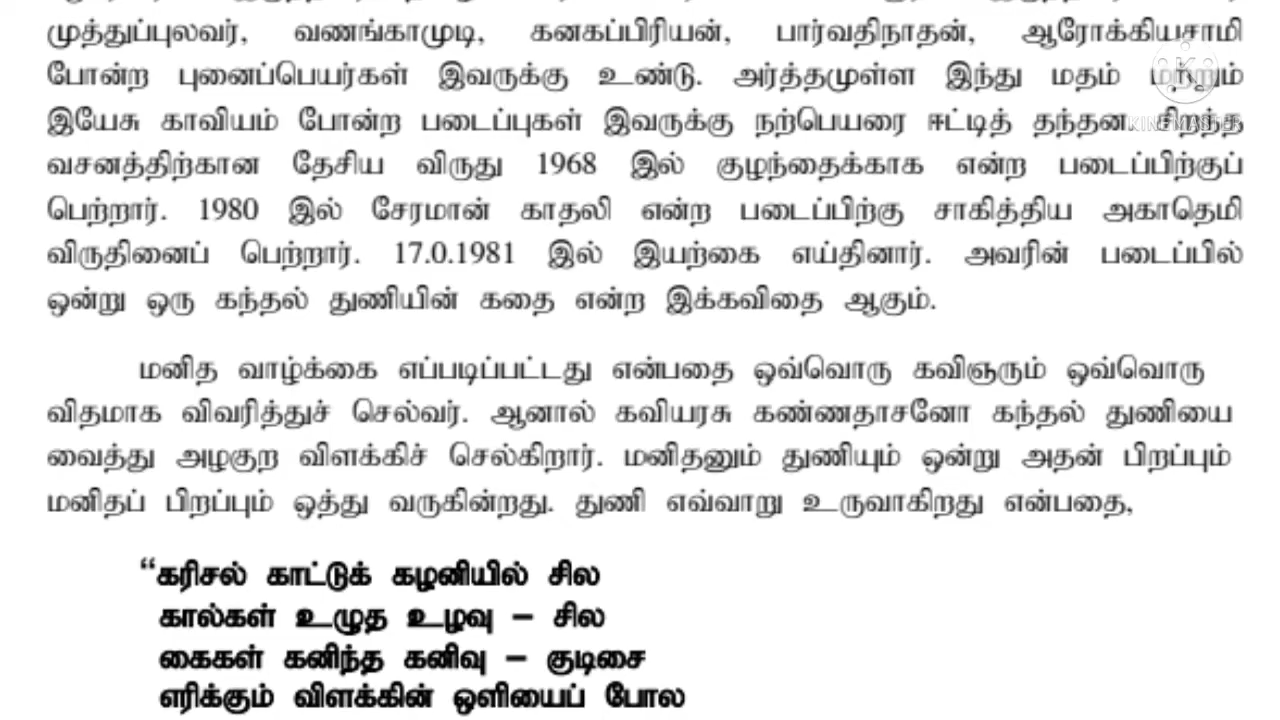 முத்துப்புலவர், வணங்காமுடி, கனகப்பிரியன், பார்வதிநாதன், ஆரோக்கியசாமி
போன்ற புனைப்பெயர்கள் இவருக்கு உண்டு. அர்த்தமுள்ள இந்து மதம் மற்றும்
இயேசு காவியம் போன்ற படைப்புகள் இவருக்கு நற்பெயரை ஈட்டித் தந்தன சிறந்த
KINEMASTER
வசனத்திற்கான தேசிய விருது 1968 இல் குழந்தைக்காக என்ற படைப்பிற்குப்
பெற்றார். 1980 இல் சேரமான் காதலி என்ற படைப்பிற்கு சாகித்திய அகாதெமி
விருதினைப் பெற்றார். 17.0.1981 இல் இயற்கை எய்தினார். அவரின் படைப்பில்
ஒன்று ஒரு கந்தல் துணியின் கதை என்ற இக்கவிதை ஆகும்.
மனித வாழ்க்கை எப்படிப்பட்டது என்பதை ஒவ்வொரு கவிஞரும் ஒவ்வொரு
விதமாக விவரித்துச் செல்வர். ஆனால் கவியரசு கண்ணதாசனோ கந்தல் துணியை
வைத்து அழகுற விளக்கிச் செல்கிறார். மனிதனும் துணியும் ஒன்று அதன் பிறப்பும்
மனிதப் பிறப்பும் ஒத்து வருகின்றது. துணி எவ்வாறு உருவாகிறது என்பதை,
“கரிசல் காட்டுக் கழனியில் சில
கால்கள் உழுத உழவு – சில
கைகள் கனிந்த கனிவு – குடிசை
எரிக்கும் விளக்கின் ஒளியைப் போல